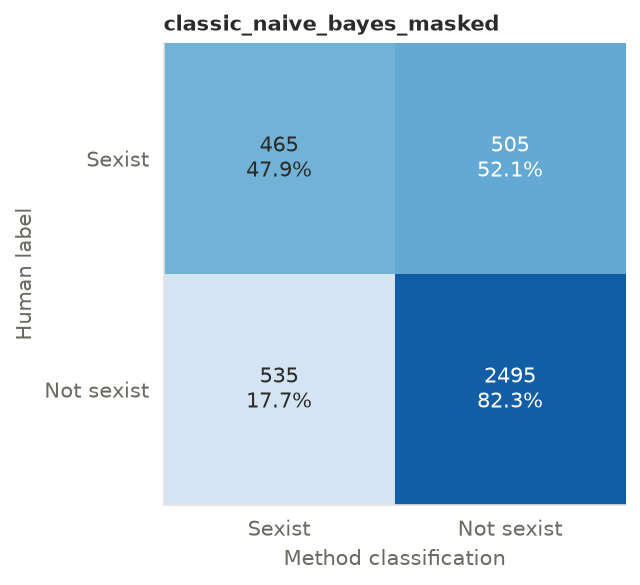 classic_naive_bayes_masked
Human label
Sexist
465
47.9%
505
52.1%
Not sexist
535
17.7%
2495
82.3%
Sexist
Not sexist
Method classification